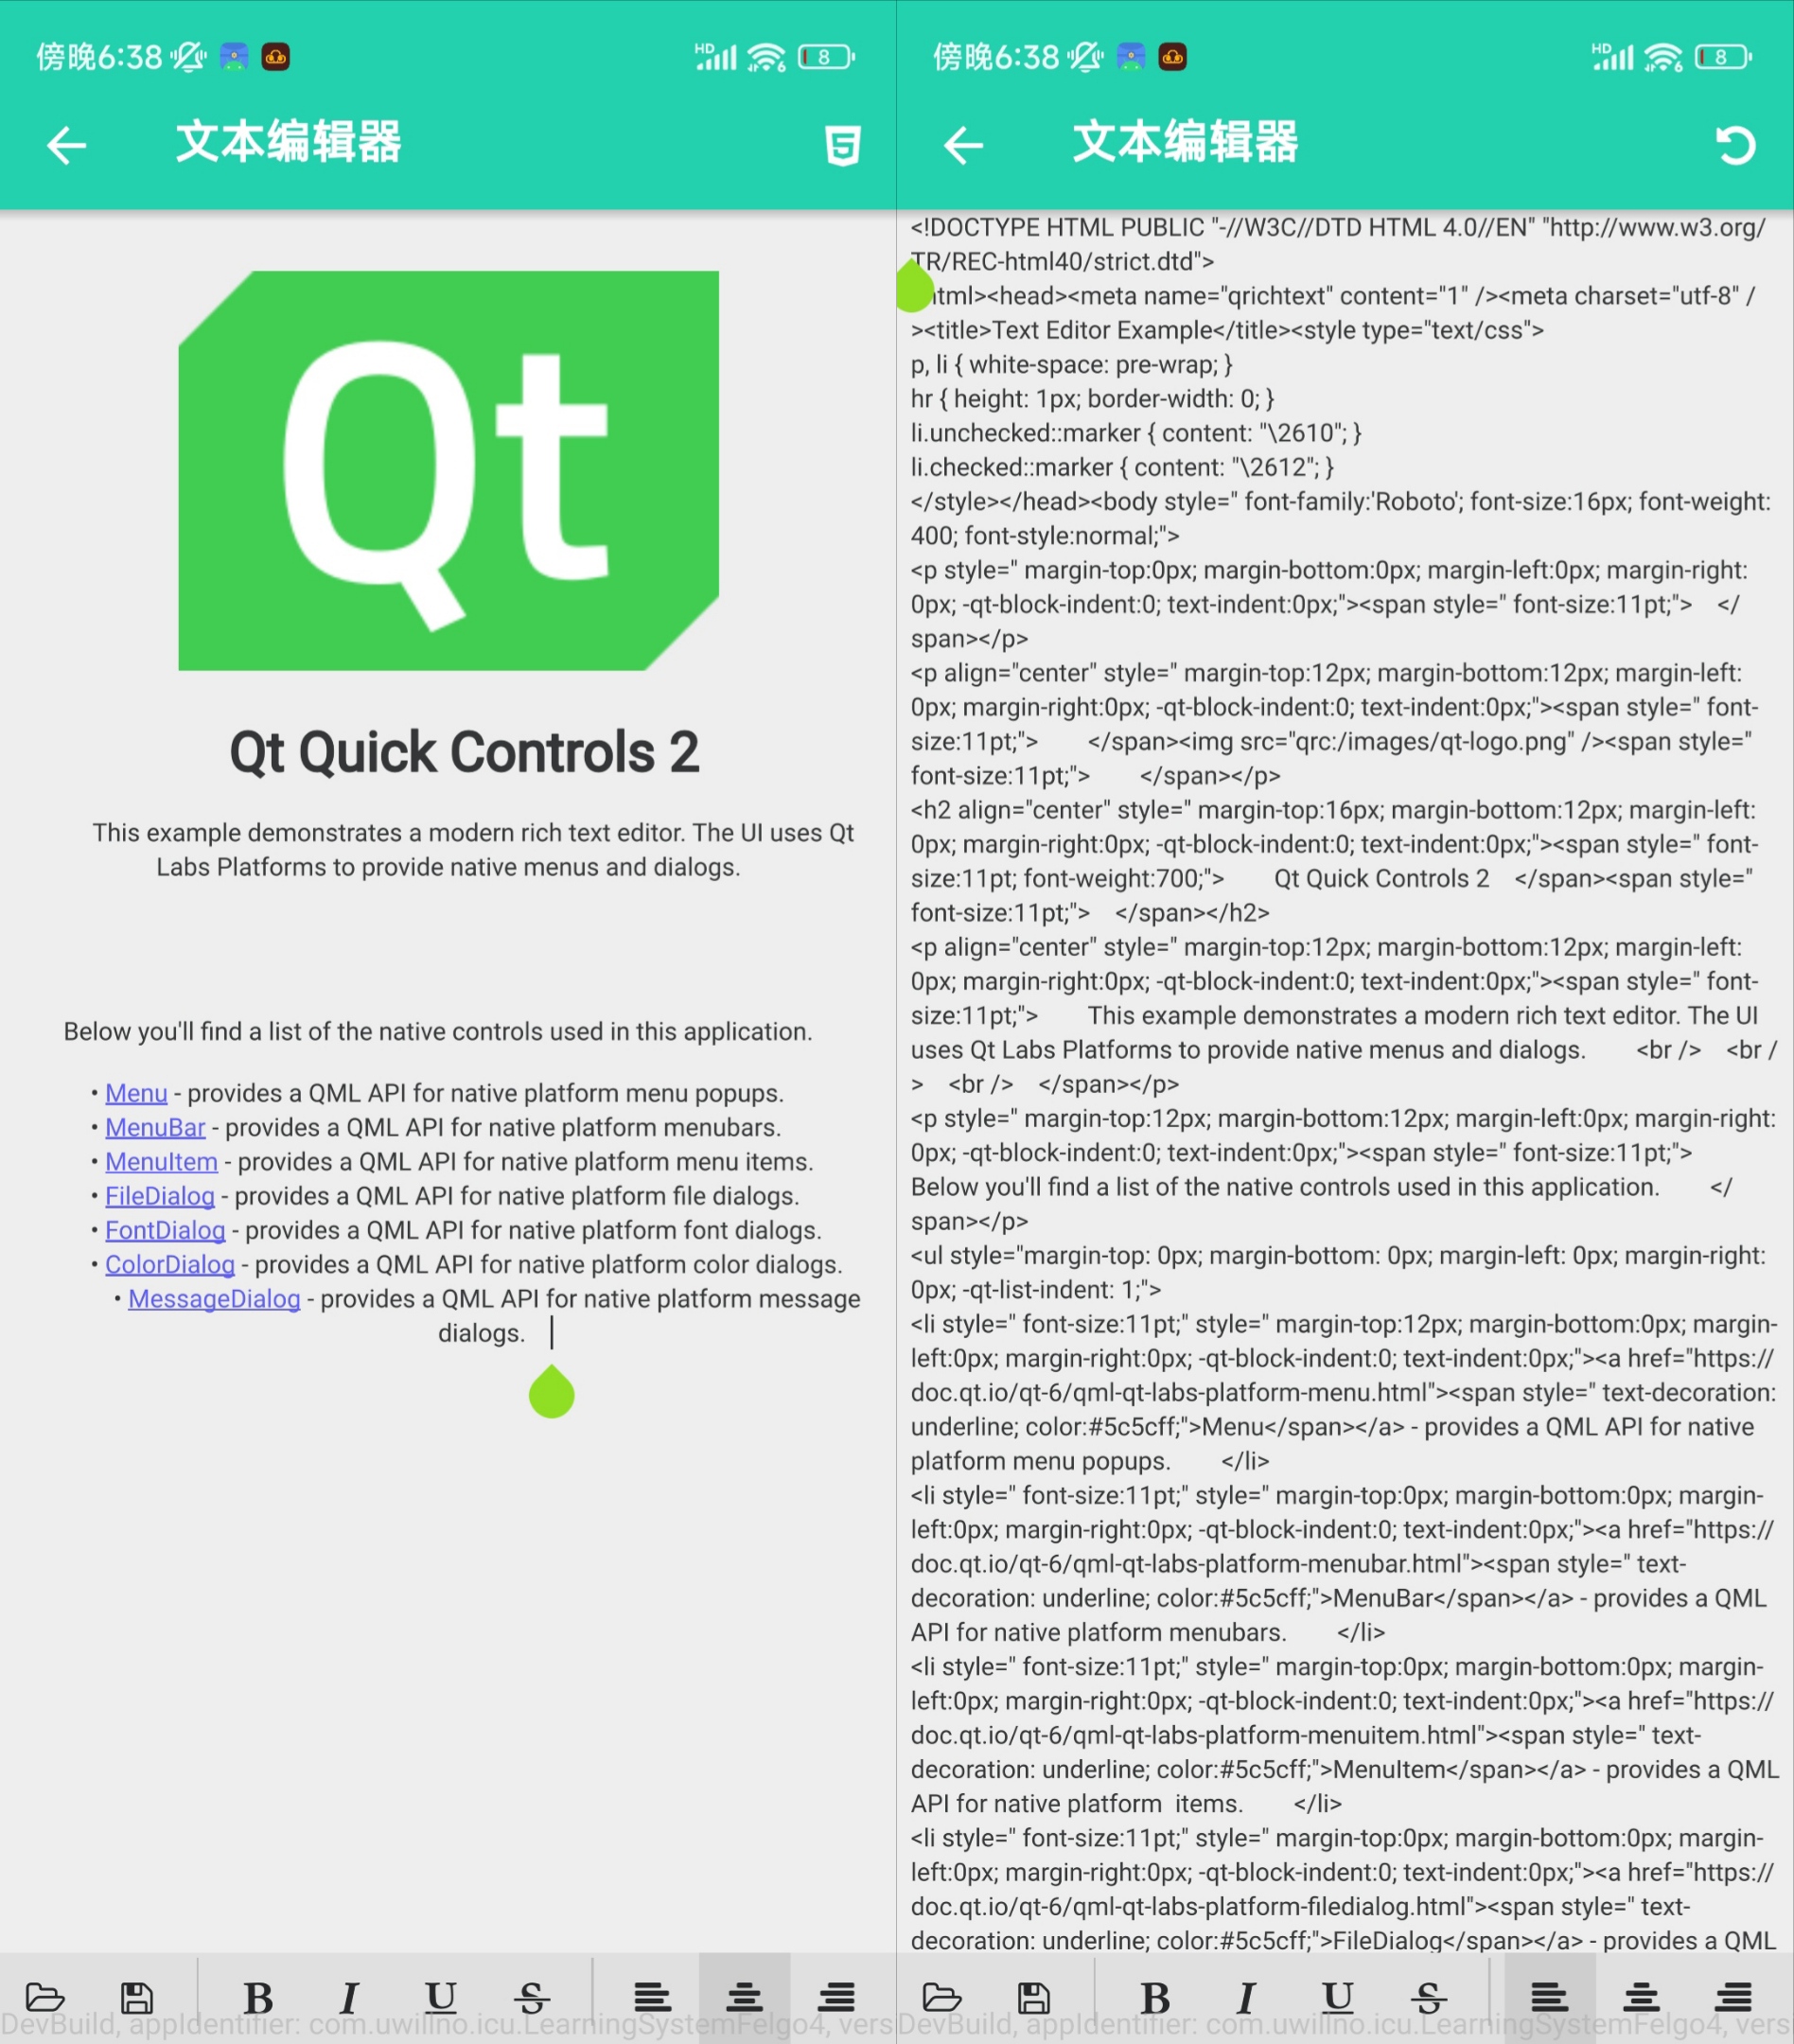 傍晚6:38
HD
6
8
文本编辑器
Qt
Qt Quick Controls 2
This example demonstrates a modern rich text editor. The UI uses Qt
Labs Platforms to provide native menus and dialogs.
Below you'll find a list of the native controls used in this application.
• Menu - provides a QML API for native platform menu popups.
• MenuBar - provides a QML API for native platform menubars.
• MenuItem - provides a QML API for native platform menu items.
• FileDialog - provides a QML API for native platform file dialogs.
• FontDialog - provides a QML API for native platform font dialogs.
• ColorDialog - provides a QML API for native platform color dialogs.
• MessageDialog - provides a QML API for native platform message
dialogs.
B I U S
DevBuild, appIdentifier: com.uwillno.icu.LearningSystemFelgo4, vers
傍晚6:38
HD
6
8
文本编辑器
<!DOCTYPE HTML PUBLIC "-//W3C//DTD HTML 4.0//EN" "http://www.w3.org/
TR/REC-html40/strict.dtd">
tml><head><meta name="qrichtext" content="1" /><meta charset="utf-8" /
><title>Text Editor Example</title><style type="text/css">
p, li { white-space: pre-wrap; }
hr { height: 1px; border-width: 0; }
li.unchecked::marker { content: "\2610"; }
li.checked::marker { content: "\2612"; }
</style></head><body style=" font-family:'Roboto'; font-size:16px; font-weight:
400; font-style:normal;">
<p style=" margin-top:0px; margin-bottom:0px; margin-left:0px; margin-right:
0px; -qt-block-indent:0; text-indent:0px;"><span style=" font-size:11pt;">    </
span></p>
<p align="center" style=" margin-top:12px; margin-bottom:12px; margin-left:
0px; margin-right:0px; -qt-block-indent:0; text-indent:0px;"><span style=" font-
size:11pt;">        </span><img src="qrc:/images/qt-logo.png" /><span style="
font-size:11pt;">        </span></p>
<h2 align="center" style=" margin-top:16px; margin-bottom:12px; margin-left:
0px; margin-right:0px; -qt-block-indent:0; text-indent:0px;"><span style=" font-
size:11pt; font-weight:700;">        Qt Quick Controls 2    </span><span style="
font-size:11pt;">    </span></h2>
<p align="center" style=" margin-top:12px; margin-bottom:12px; margin-left:
0px; margin-right:0px; -qt-block-indent:0; text-indent:0px;"><span style=" font-
size:11pt;">        This example demonstrates a modern rich text editor. The UI
uses Qt Labs Platforms to provide native menus and dialogs.        <br />    <br /
>    <br />    </span></p>
<p style=" margin-top:12px; margin-bottom:12px; margin-left:0px; margin-right:
0px; -qt-block-indent:0; text-indent:0px;"><span style=" font-size:11pt;">
Below you'll find a list of the native controls used in this application.        </
span></p>
<ul style="margin-top: 0px; margin-bottom: 0px; margin-left: 0px; margin-right:
0px; -qt-list-indent: 1;">
<li style=" font-size:11pt;" style=" margin-top:12px; margin-bottom:0px; margin-
left:0px; margin-right:0px; -qt-block-indent:0; text-indent:0px;"><a href="https://
doc.qt.io/qt-6/qml-qt-labs-platform-menu.html"><span style=" text-decoration:
underline; color:#5c5cff;">Menu</span></a> - provides a QML API for native
platform menu popups.        </li>
<li style=" font-size:11pt;" style=" margin-top:0px; margin-bottom:0px; margin-
left:0px; margin-right:0px; -qt-block-indent:0; text-indent:0px;"><a href="https://
doc.qt.io/qt-6/qml-qt-labs-platform-menubar.html"><span style=" text-
decoration: underline; color:#5c5cff;">MenuBar</span></a> - provides a QML
API for native platform menubars.        </li>
<li style=" font-size:11pt;" style=" margin-top:0px; margin-bottom:0px; margin-
left:0px; margin-right:0px; -qt-block-indent:0; text-indent:0px;"><a href="https://
doc.qt.io/qt-6/qml-qt-labs-platform-menuitem.html"><span style=" text-
decoration: underline; color:#5c5cff;">MenuItem</span></a> - provides a QML
API for native platform  items.        </li>
<li style=" font-size:11pt;" style=" margin-top:0px; margin-bottom:0px; margin-
left:0px; margin-right:0px; -qt-block-indent:0; text-indent:0px;"><a href="https://
doc.qt.io/qt-6/qml-qt-labs-platform-filedialog.html"><span style=" text-
decoration: underline; color:#5c5cff;">FileDialog</span></a> - provides a QML
B I U S
DevBuild, appIdentifier: com.uwillno.icu.LearningSystemFelgo4, vers